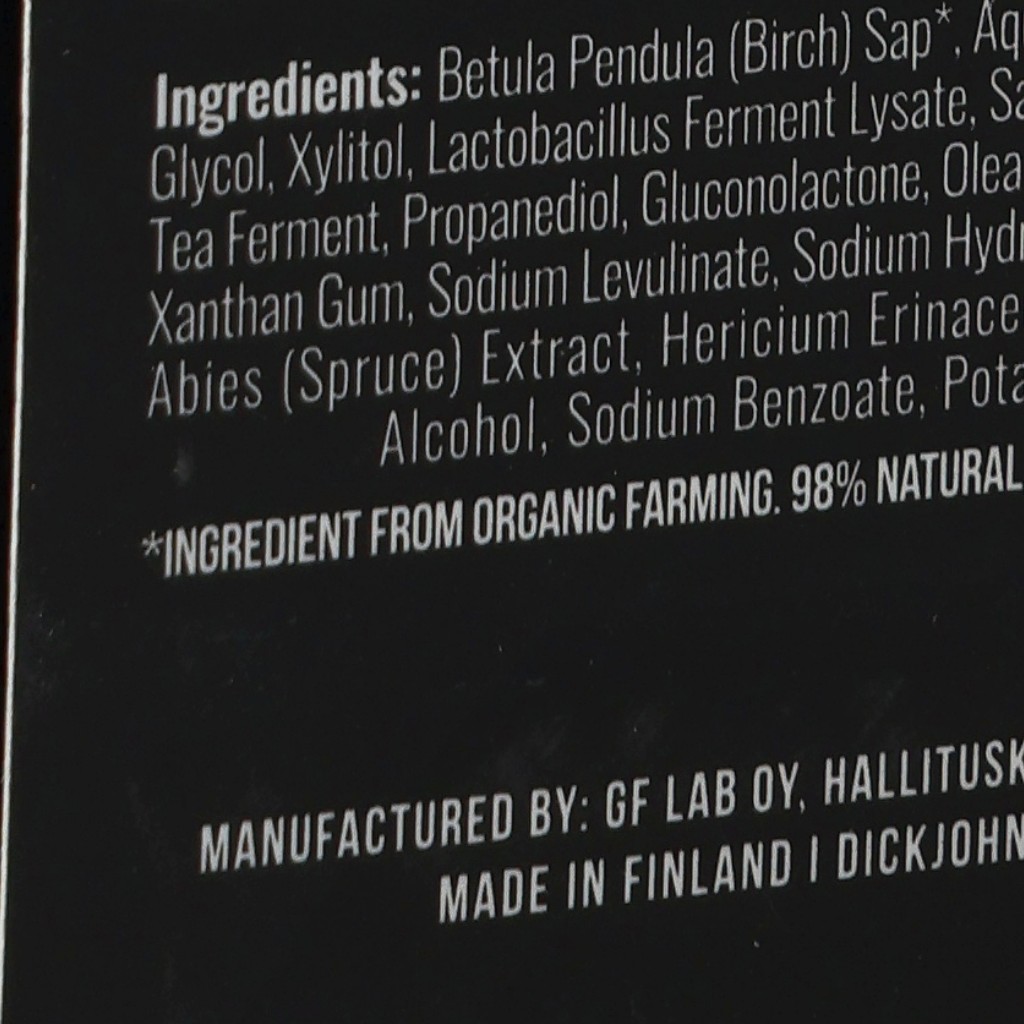 Ingredients: Betula Pendula (Birch) Sap*, Aq
Glycol, Xylitol, Lactobacillus Ferment Lysate, Sa
Tea Ferment, Propanediol, Gluconolactone, Olea
Xanthan Gum, Sodium Levulinate, Sodium Hydr
Abies (Spruce) Extract, Hericium Erinace
Alcohol, Sodium Benzoate, Pota
*INGREDIENT FROM ORGANIC FARMING. 98% NATURAL
MANUFACTURED BY: GF LAB OY, HALLITUSK
MADE IN FINLAND I DICKJOHN